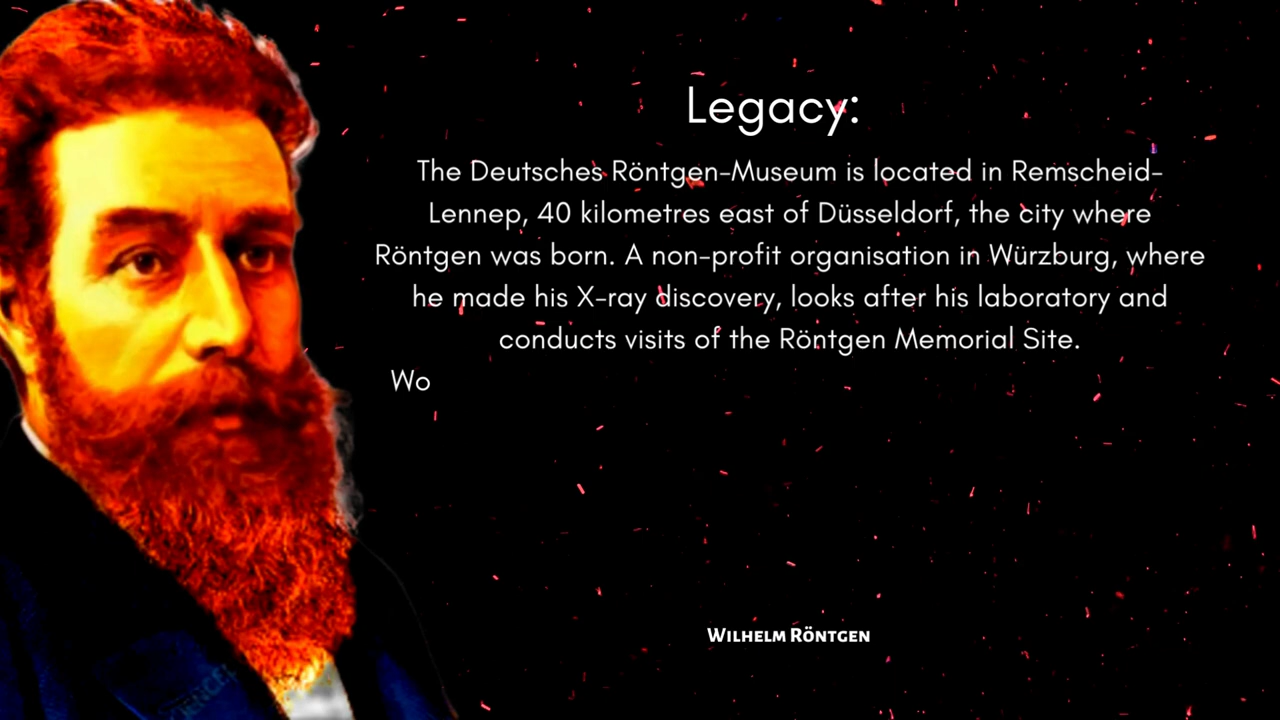 Legacy:
The Deutsches Röntgen-Museum is located in Remscheid-
Lennep, 40 kilometres east of Düsseldorf, the city where
Röntgen was born. A non-profit organisation in Würzburg, where
he made his X-ray discovery, looks after his laboratory and
conducts visits of the Röntgen Memorial Site.
Wo
Wilhelm Röntgen